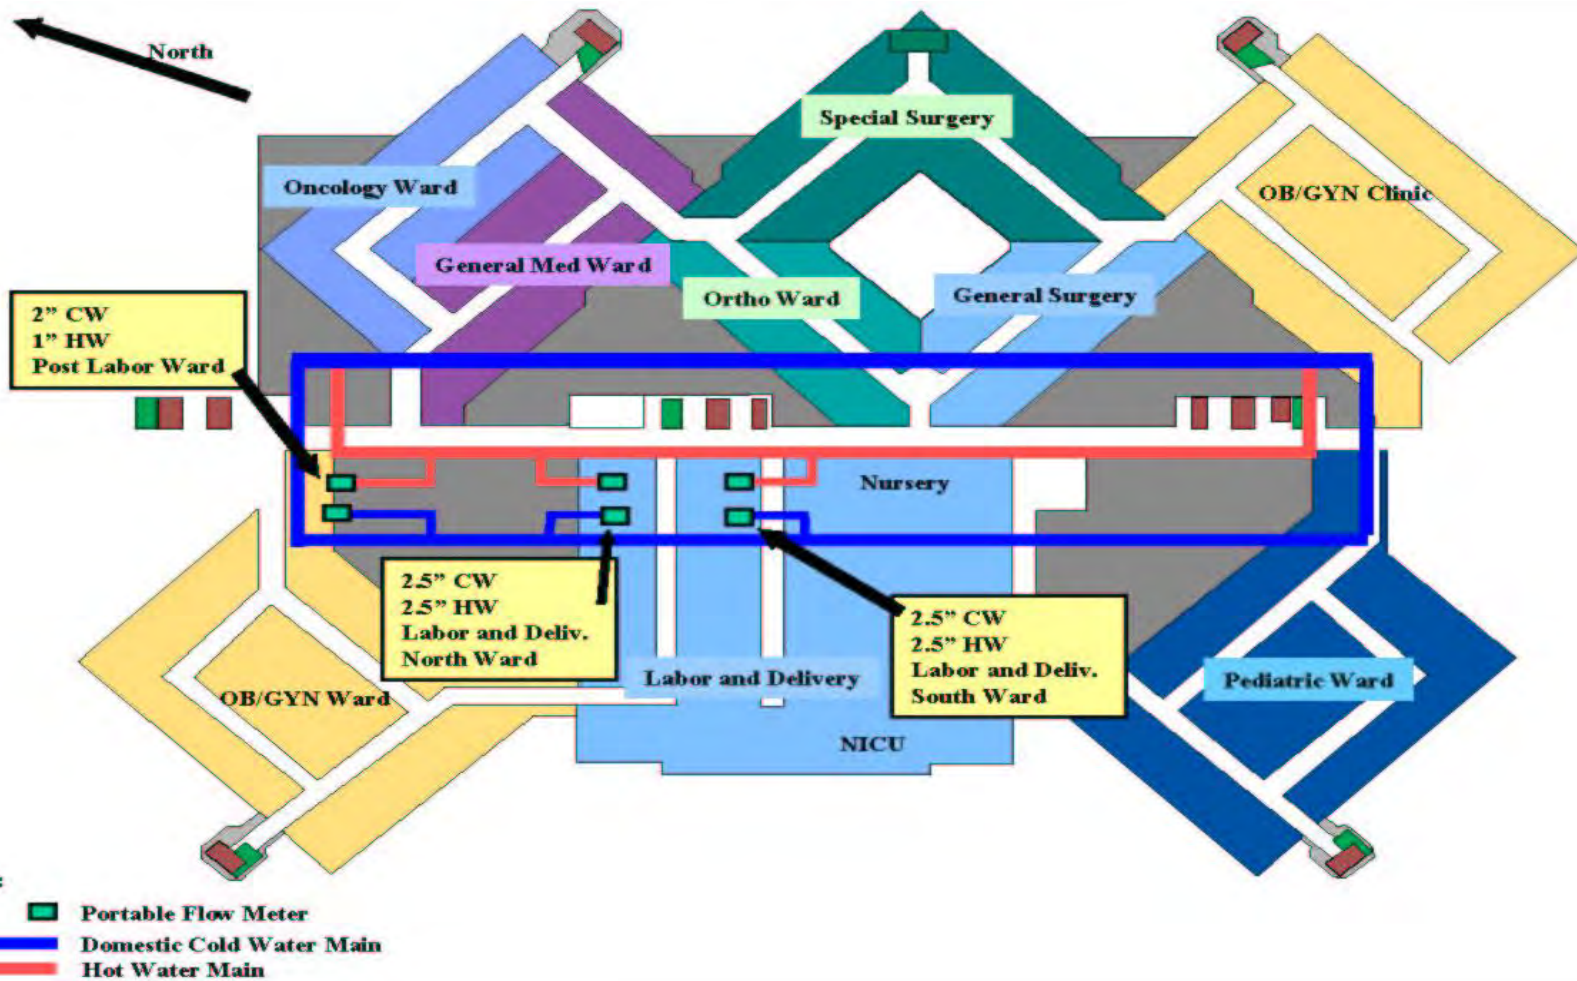 North
Special Surgery
Oncology Ward
OB/GYN Clinic
General Med Ward
Ortho Ward
General Surgery
2” CW
1” HW
Post Labor Ward
Nursery
2.5” CW
2.5” HW
Labor and Deliv.
North Ward
2.5” CW
2.5” HW
Labor and Deliv.
South Ward
Labor and Delivery
Pediatric Ward
OB/GYN Ward
NICU
:
Portable Flow Meter
Domestic Cold Water Main
Hot Water Main